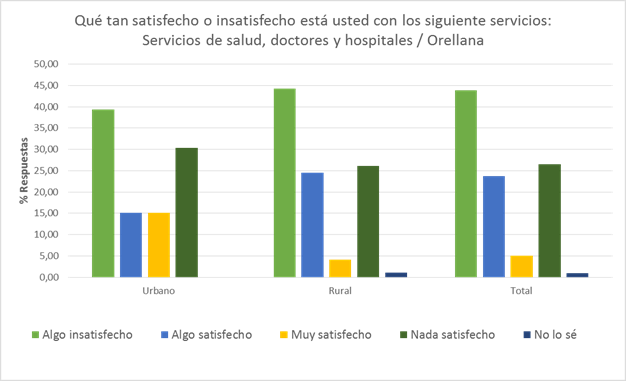 Qué tan satisfecho o insatisfecho está usted con los siguiente servicios:
Servicios de salud, doctores y hospitales / Orellana
50,00
45,00
40,00
35,00
30,00
25,00
20,00
15,00
10,00
5,00
0,00
% Respuestas
Urbano Rural Total
Algo insatisfecho Algo satisfecho Muy satisfecho Nada satisfecho No lo sé